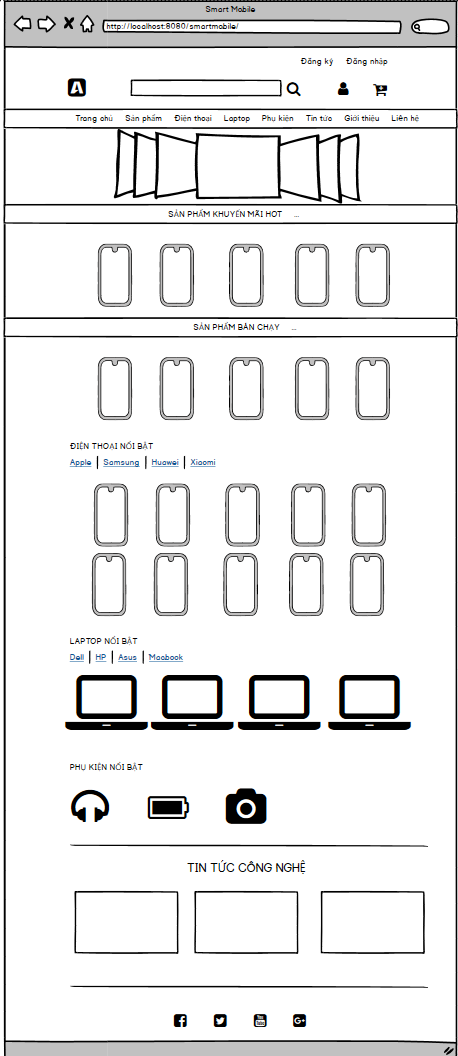 Smart Mobile
http://localhost:8080/smartmobile/
Đăng ký Đăng nhập
A
Trang chủ Sản phẩm Điện thoại Laptop Phụ kiện Tin tức Giới thiệu Liên hệ
SẢN PHẨM KHUYẾN MÃI HOT ...
SẢN PHẨM BÁN CHẠY ...
ĐIỆN THOẠI NỔI BẬT
Apple | Samsung | Huawei | Xiaomi
LAPTOP NỔI BẬT
Dell | HP | Asus | Macbook
PHỤ KIỆN NỔI BẬT
TIN TỨC CÔNG NGHỆ
You Tube G+